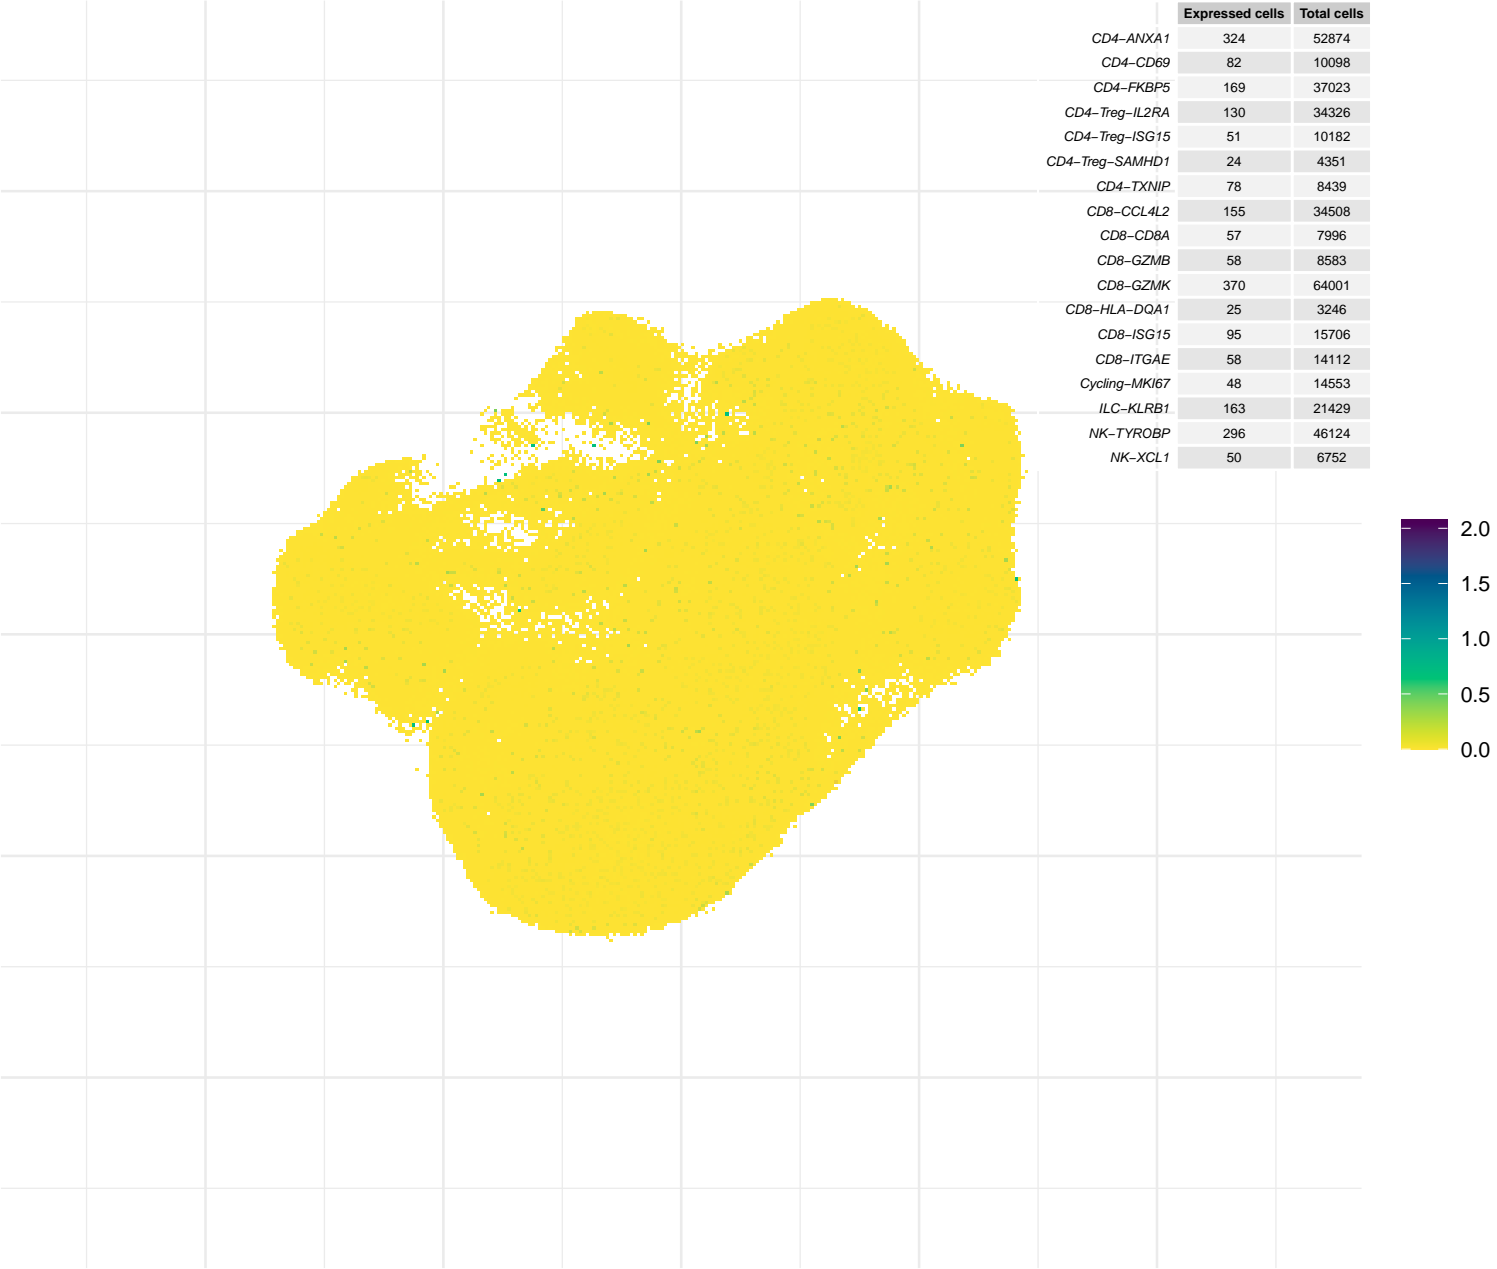 Expressed cells Total cells
CD4−ANXA1 324 52874
CD4−CD69 82 10098
CD4−FKBP5 169 37023
CD4−Treg−IL2RA 130 34326
CD4−Treg−ISG15 51 10182
CD4−Treg−SAMHD1 24 4351
CD4−TXNIP 78 8439
CD8−CCL4L2 155 34508
CD8−CD8A 57 7996
CD8−GZMB 58 8583
CD8−GZMK 370 64001
CD8−HLA−DQA1 25 3246
CD8−ISG15 95 15706
CD8−ITGAE 58 14112
Cycling−MKI67 48 14553
ILC−KLRB1 163 21429
NK−TYROBP 296 46124
NK−XCL1 50 6752
2.0
1.5
1.0
0.5
0.0